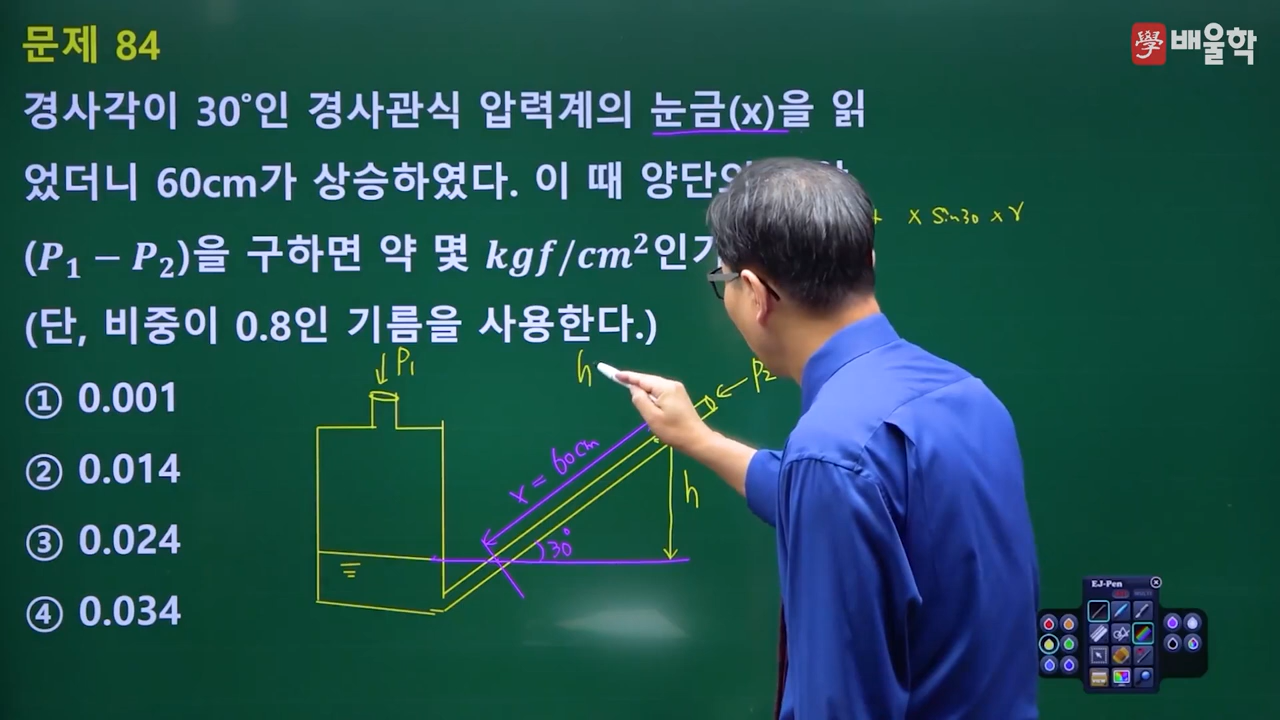 문제 84
學 배울학
경사각이 30°인 경사관식 압력계의 눈금(x)을 읽
었더니 60cm가 상승하였다. 이 때 양단의
x sin30 x γ
(P₁ − P₂)을 구하면 약 몇 kgf/cm²인가
(단, 비중이 0.8인 기름을 사용한다.)
① 0.001
② 0.014
③ 0.024
④ 0.034
P₁
h
P₂
x = 60cm
h
30°
EJ-Pen